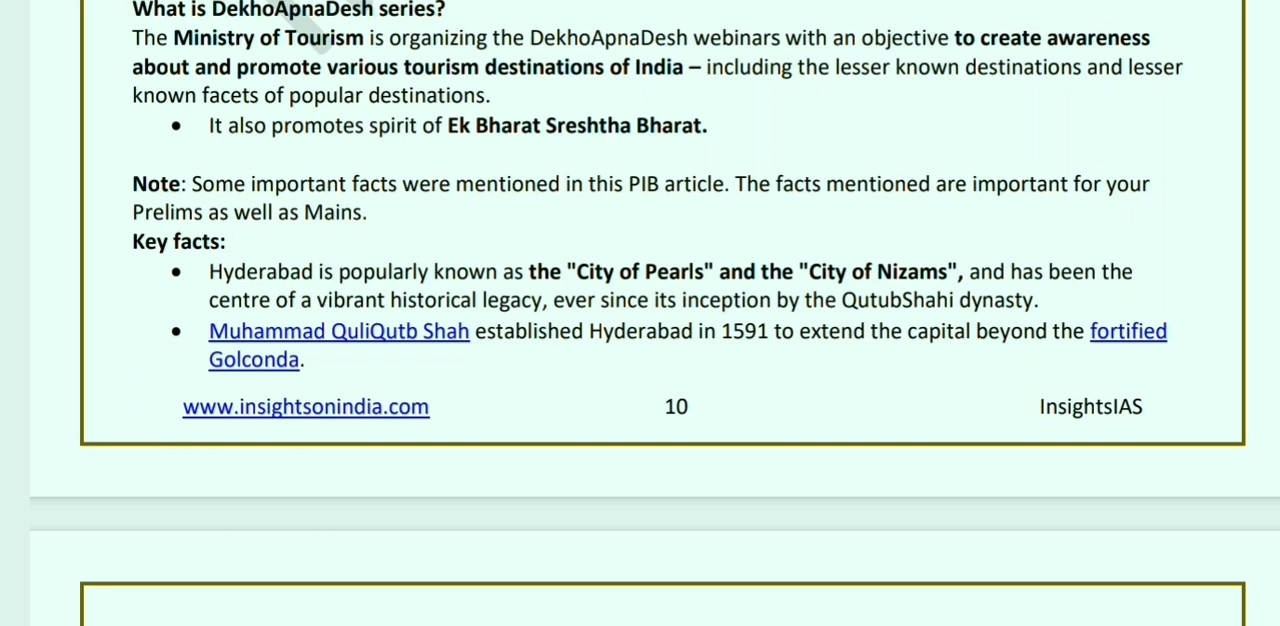 What is DekhoApnaDesh series?
The Ministry of Tourism is organizing the DekhoApnaDesh webinars with an objective to create awareness
about and promote various tourism destinations of India – including the lesser known destinations and lesser
known facets of popular destinations.
• It also promotes spirit of Ek Bharat Sreshtha Bharat.
Note: Some important facts were mentioned in this PIB article. The facts mentioned are important for your
Prelims as well as Mains.
Key facts:
• Hyderabad is popularly known as the "City of Pearls" and the "City of Nizams", and has been the
centre of a vibrant historical legacy, ever since its inception by the QutubShahi dynasty.
• Muhammad QuliQutb Shah established Hyderabad in 1591 to extend the capital beyond the fortified
Golconda.
www.insightsonindia.com 10 InsightsIAS